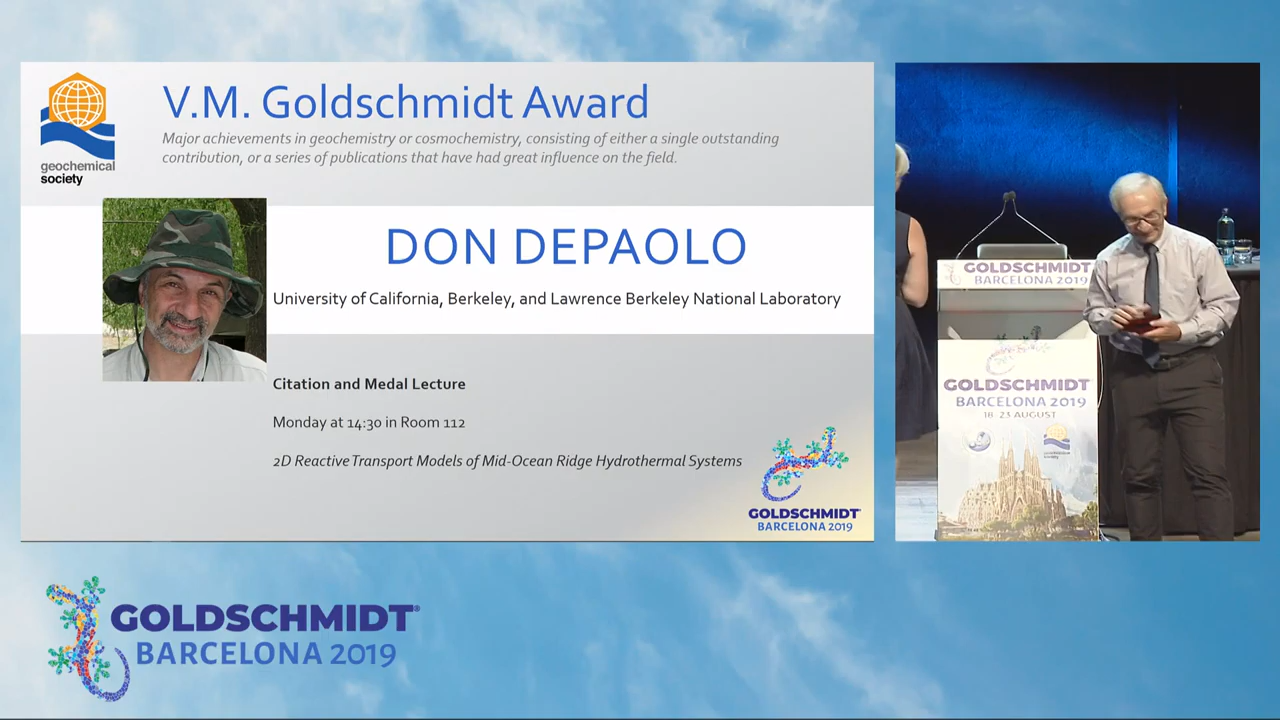 V.M. Goldschmidt Award
Major achievements in geochemistry or cosmochemistry, consisting of either a single outstanding
contribution, or a series of publications that have had great influence on the field.
geochemical
society
DON DEPAOLO
University of California, Berkeley, and Lawrence Berkeley National Laboratory
Citation and Medal Lecture
Monday at 14:30 in Room 112
2D Reactive Transport Models of Mid-Ocean Ridge Hydrothermal Systems
GOLDSCHMIDT
BARCELONA 2019
GOLDSCHMIDT
BARCELONA 2019
GOLDSCHMIDT
BARCELONA 2019
18-23 AUGUST
GOLDSCHMIDT®
BARCELONA 2019